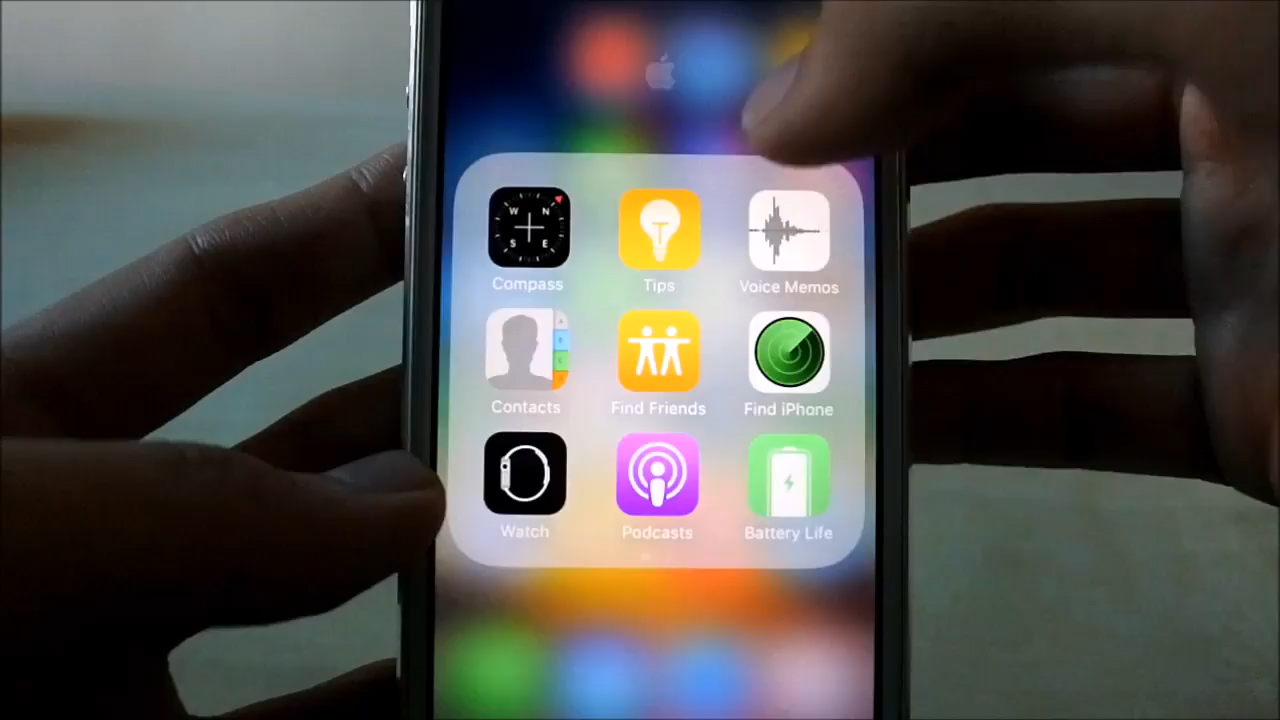 W N
S E
Compass
Tips
Voice Memos
Contacts
Find Friends
Find iPhone
Watch
Podcasts
Battery Life